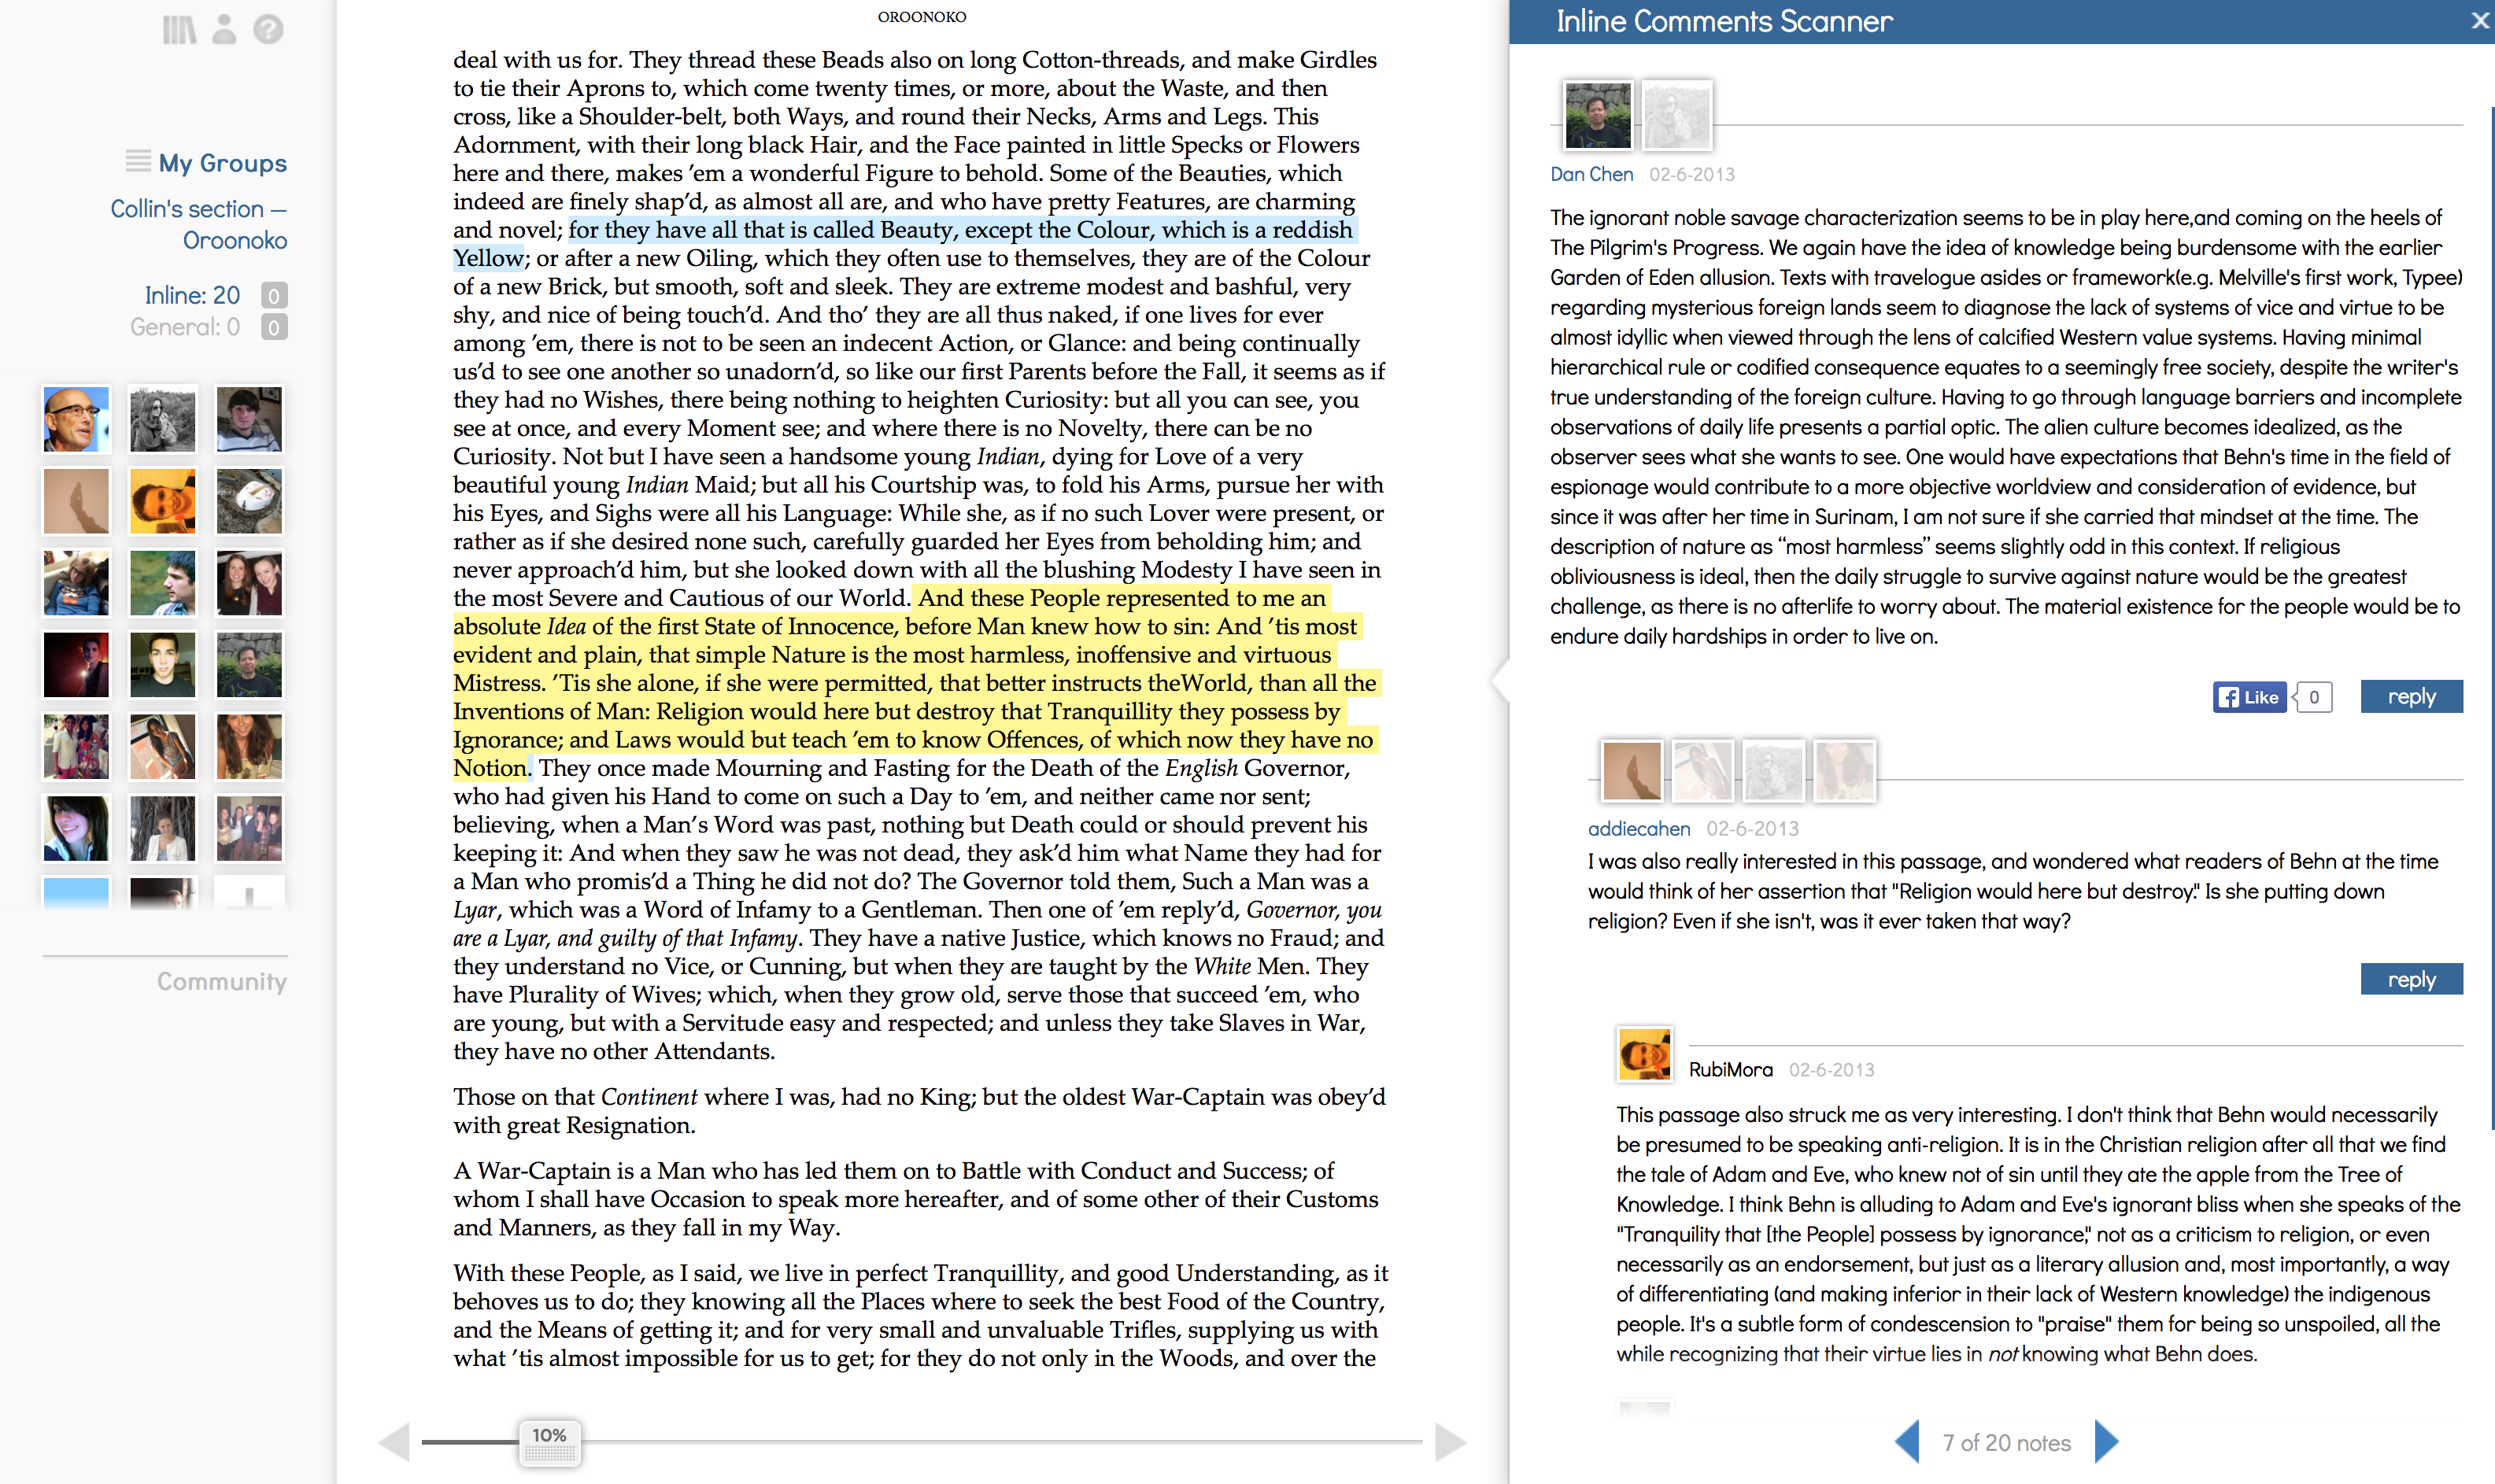 My Groups
Collin's section —
Oroonoko
Inline: 20 0
General: 0 0
Community
OROONOKO
deal with us for. They thread these Beads also on long Cotton-threads, and make Girdles
to tie their Aprons to, which come twenty times, or more, about the Waste, and then
cross, like a Shoulder-belt, both Ways, and round their Necks, Arms and Legs. This
Adornment, with their long black Hair, and the Face painted in little Specks or Flowers
here and there, makes ’em a wonderful Figure to behold. Some of the Beauties, which
indeed are finely shap’d, as almost all are, and who have pretty Features, are charming
and novel; for they have all that is called Beauty, except the Colour, which is a reddish
Yellow; or after a new Oiling, which they often use to themselves, they are of the Colour
of a new Brick, but smooth, soft and sleek. They are extreme modest and bashful, very
shy, and nice of being touch’d. And tho’ they are all thus naked, if one lives for ever
among ’em, there is not to be seen an indecent Action, or Glance: and being continually
us’d to see one another so unadorn’d, so like our first Parents before the Fall, it seems as if
they had no Wishes, there being nothing to heighten Curiosity: but all you can see, you
see at once, and every Moment see; and where there is no Novelty, there can be no
Curiosity. Not but I have seen a handsome young Indian, dying for Love of a very
beautiful young Indian Maid; but all his Courtship was, to fold his Arms, pursue her with
his Eyes, and Sighs were all his Language: While she, as if no such Lover were present, or
rather as if she desired none such, carefully guarded her Eyes from beholding him; and
never approach’d him, but she looked down with all the blushing Modesty I have seen in
the most Severe and Cautious of our World. And these People represented to me an
absolute Idea of the first State of Innocence, before Man knew how to sin: And ’tis most
evident and plain, that simple Nature is the most harmless, inoffensive and virtuous
Mistress. ’Tis she alone, if she were permitted, that better instructs theWorld, than all the
Inventions of Man: Religion would here but destroy that Tranquillity they possess by
Ignorance; and Laws would but teach ’em to know Offences, of which now they have no
Notion. They once made Mourning and Fasting for the Death of the English Governor,
who had given his Hand to come on such a Day to ’em, and neither came nor sent;
believing, when a Man’s Word was past, nothing but Death could or should prevent his
keeping it: And when they saw he was not dead, they ask’d him what Name they had for
a Man who promis’d a Thing he did not do? The Governor told them, Such a Man was a
Lyar, which was a Word of Infamy to a Gentleman. Then one of ’em reply’d, Governor, you
are a Lyar, and guilty of that Infamy. They have a native Justice, which knows no Fraud; and
they understand no Vice, or Cunning, but when they are taught by the White Men. They
have Plurality of Wives; which, when they grow old, serve those that succeed ’em, who
are young, but with a Servitude easy and respected; and unless they take Slaves in War,
they have no other Attendants.
Those on that Continent where I was, had no King; but the oldest War-Captain was obey’d
with great Resignation.
A War-Captain is a Man who has led them on to Battle with Conduct and Success; of
whom I shall have Occasion to speak more hereafter, and of some other of their Customs
and Manners, as they fall in my Way.
With these People, as I said, we live in perfect Tranquillity, and good Understanding, as it
behoves us to do; they knowing all the Places where to seek the best Food of the Country,
and the Means of getting it; and for very small and unvaluable Trifles, supplying us with
what ’tis almost impossible for us to get; for they do not only in the Woods, and over the
10%
Inline Comments Scanner X
Dan Chen 02-6-2013
The ignorant noble savage characterization seems to be in play here,and coming on the heels of
The Pilgrim's Progress. We again have the idea of knowledge being burdensome with the earlier
Garden of Eden allusion. Texts with travelogue asides or framework(e.g. Melville's first work, Typee)
regarding mysterious foreign lands seem to diagnose the lack of systems of vice and virtue to be
almost idyllic when viewed through the lens of calcified Western value systems. Having minimal
hierarchical rule or codified consequence equates to a seemingly free society, despite the writer's
true understanding of the foreign culture. Having to go through language barriers and incomplete
observations of daily life presents a partial optic. The alien culture becomes idealized, as the
observer sees what she wants to see. One would have expectations that Behn's time in the field of
espionage would contribute to a more objective worldview and consideration of evidence, but
since it was after her time in Surinam, I am not sure if she carried that mindset at the time. The
description of nature as “most harmless” seems slightly odd in this context. If religious
obliviousness is ideal, then the daily struggle to survive against nature would be the greatest
challenge, as there is no afterlife to worry about. The material existence for the people would be to
endure daily hardships in order to live on.
Like 0 reply
addiecahen 02-6-2013
I was also really interested in this passage, and wondered what readers of Behn at the time
would think of her assertion that "Religion would here but destroy." Is she putting down
religion? Even if she isn't, was it ever taken that way?
reply
RubiMora 02-6-2013
This passage also struck me as very interesting. I don't think that Behn would necessarily
be presumed to be speaking anti-religion. It is in the Christian religion after all that we find
the tale of Adam and Eve, who knew not of sin until they ate the apple from the Tree of
Knowledge. I think Behn is alluding to Adam and Eve's ignorant bliss when she speaks of the
"Tranquility that [the People] possess by ignorance," not as a criticism to religion, or even
necessarily as an endorsement, but just as a literary allusion and, most importantly, a way
of differentiating (and making inferior in their lack of Western knowledge) the indigenous
people. It's a subtle form of condescension to "praise" them for being so unspoiled, all the
while recognizing that their virtue lies in not knowing what Behn does.
7 of 20 notes